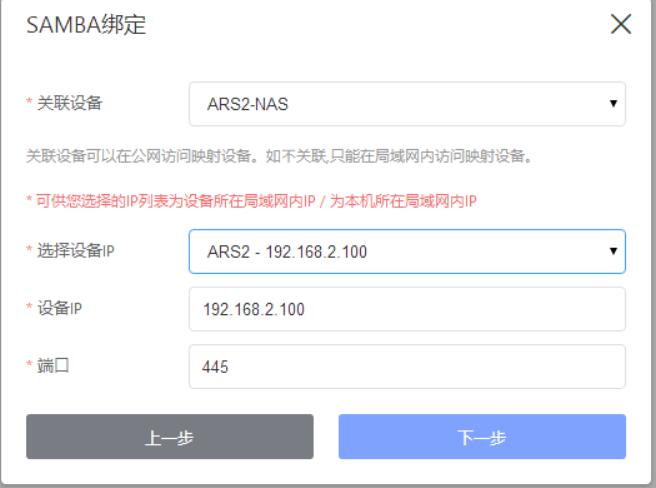 SAMBA绑定
* 关联设备 ARS2-NAS
关联设备可以在公网访问映射设备。如不关联,只能在局域网内访问映射设备。
* 可供您选择的IP列表为设备所在局域网内IP / 为本机所在局域网内IP
* 选择设备IP ARS2 - 192.168.2.100
* 设备IP 192.168.2.100
* 端口 445
上一步 下一步